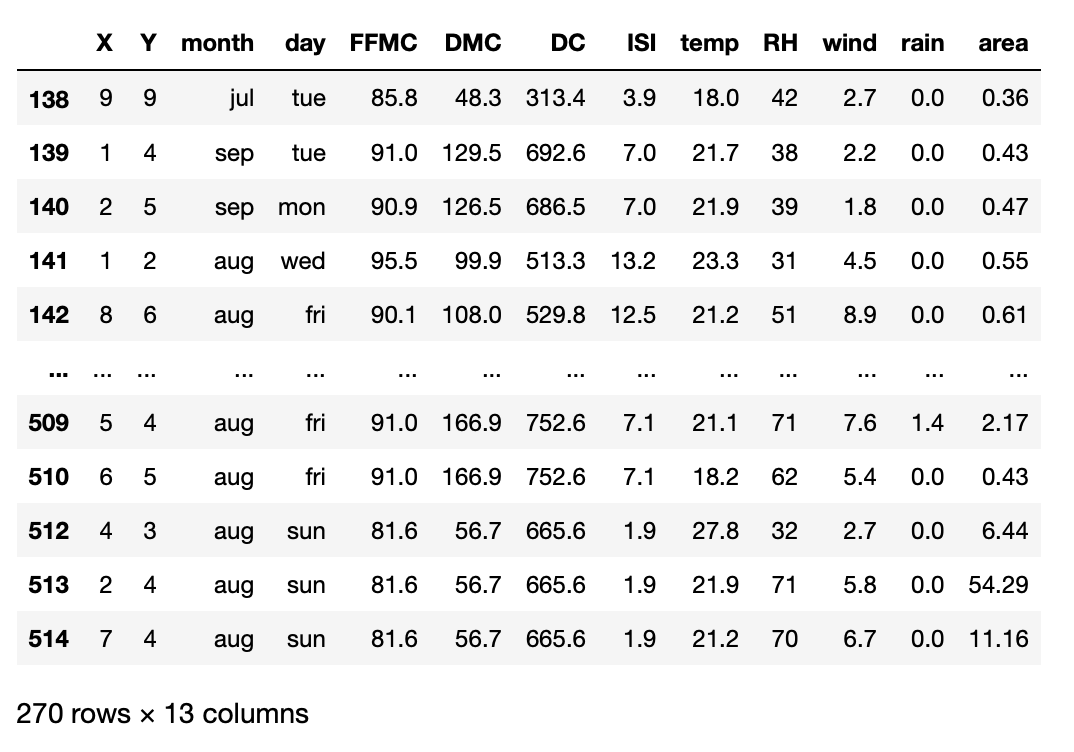 X Y month day FFMC DMC DC ISI temp RH wind rain area
138 9 9 jul tue 85.8 48.3 313.4 3.9 18.0 42 2.7 0.0 0.36
139 1 4 sep tue 91.0 129.5 692.6 7.0 21.7 38 2.2 0.0 0.43
140 2 5 sep mon 90.9 126.5 686.5 7.0 21.9 39 1.8 0.0 0.47
141 1 2 aug wed 95.5 99.9 513.3 13.2 23.3 31 4.5 0.0 0.55
142 8 6 aug fri 90.1 108.0 529.8 12.5 21.2 51 8.9 0.0 0.61
... ... ... ... ... ... ... ... ... ... ... ... ... ...
509 5 4 aug fri 91.0 166.9 752.6 7.1 21.1 71 7.6 1.4 2.17
510 6 5 aug fri 91.0 166.9 752.6 7.1 18.2 62 5.4 0.0 0.43
512 4 3 aug sun 81.6 56.7 665.6 1.9 27.8 32 2.7 0.0 6.44
513 2 4 aug sun 81.6 56.7 665.6 1.9 21.9 71 5.8 0.0 54.29
514 7 4 aug sun 81.6 56.7 665.6 1.9 21.2 70 6.7 0.0 11.16
270 rows × 13 columns